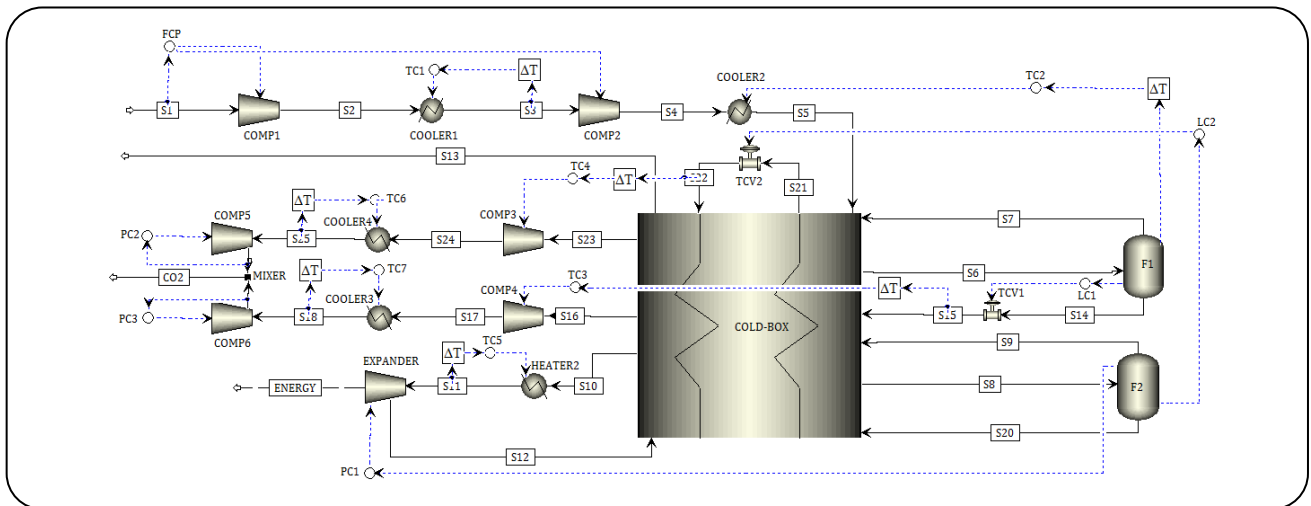 FCP
TC1
ΔT
COOLER2
TC2
ΔT
S1
S2
S3
S4
S5
LC2
COMP1
COOLER1
COMP2
S13
TC4
ΔT
S22
TCV2
S21
ΔT
TC6
COMP5
COOLER4
COMP3
S7
PC2
S25
S24
S23
CO2
MIXER
ΔT
TC7
TC3
ΔT
S6
F1
COOLER3
COMP4
TCV1
LC1
PC3
S18
S17
S16
S15
S14
COMP6
COLD-BOX
EXPANDER
ΔT
TC5
HEATER2
S9
ENERGY
S11
S10
S8
F2
S12
S20
PC1